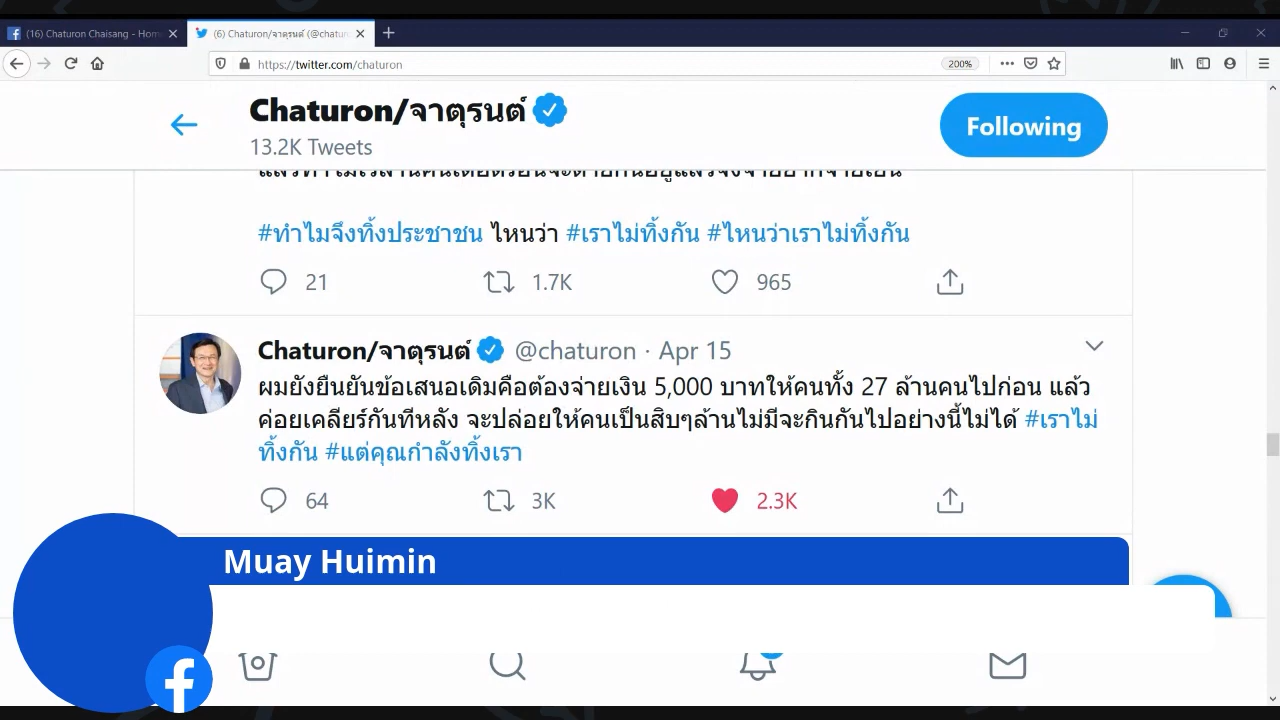 (16) Chaturon Chaisang - Hom
(6) Chaturon/จาตุรนต์ (@chatur
https://twitter.com/chaturon
200%
Chaturon/จาตุรนต์
13.2K Tweets
Following
#ทำไมจึงทิ้งประชาชน ไหนว่า #เราไม่ทิ้งกัน #ไหนว่าเราไม่ทิ้งกัน
21 1.7K 965
Chaturon/จาตุรนต์ @chaturon · Apr 15
ผมยังยืนยันข้อเสนอเดิมคือต้องจ่ายเงิน 5,000 บาทให้คนทั้ง 27 ล้านคนไปก่อน แล้ว
ค่อยเคลียร์กันทีหลัง จะปล่อยให้คนเป็นสิบๆล้านไม่มีจะกินกันไปอย่างนี้ไม่ได้ #เราไม่
ทิ้งกัน #แต่คุณกำลังทิ้งเรา
64 3K 2.3K
Muay Huimin